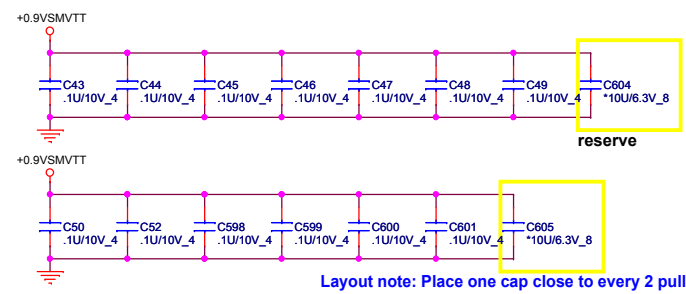 +0.9VSMVTT
C43 C44 C45 C46 C47 C48 C49 C604
.1U/10V_4 .1U/10V_4 .1U/10V_4 .1U/10V_4 .1U/10V_4 .1U/10V_4 .1U/10V_4 *10U/6.3V_8
reserve
+0.9VSMVTT
C50 C52 C598 C599 C600 C601 C605
.1U/10V_4 .1U/10V_4 .1U/10V_4 .1U/10V_4 .1U/10V_4 .1U/10V_4 *10U/6.3V_8
Layout note: Place one cap close to every 2 pull